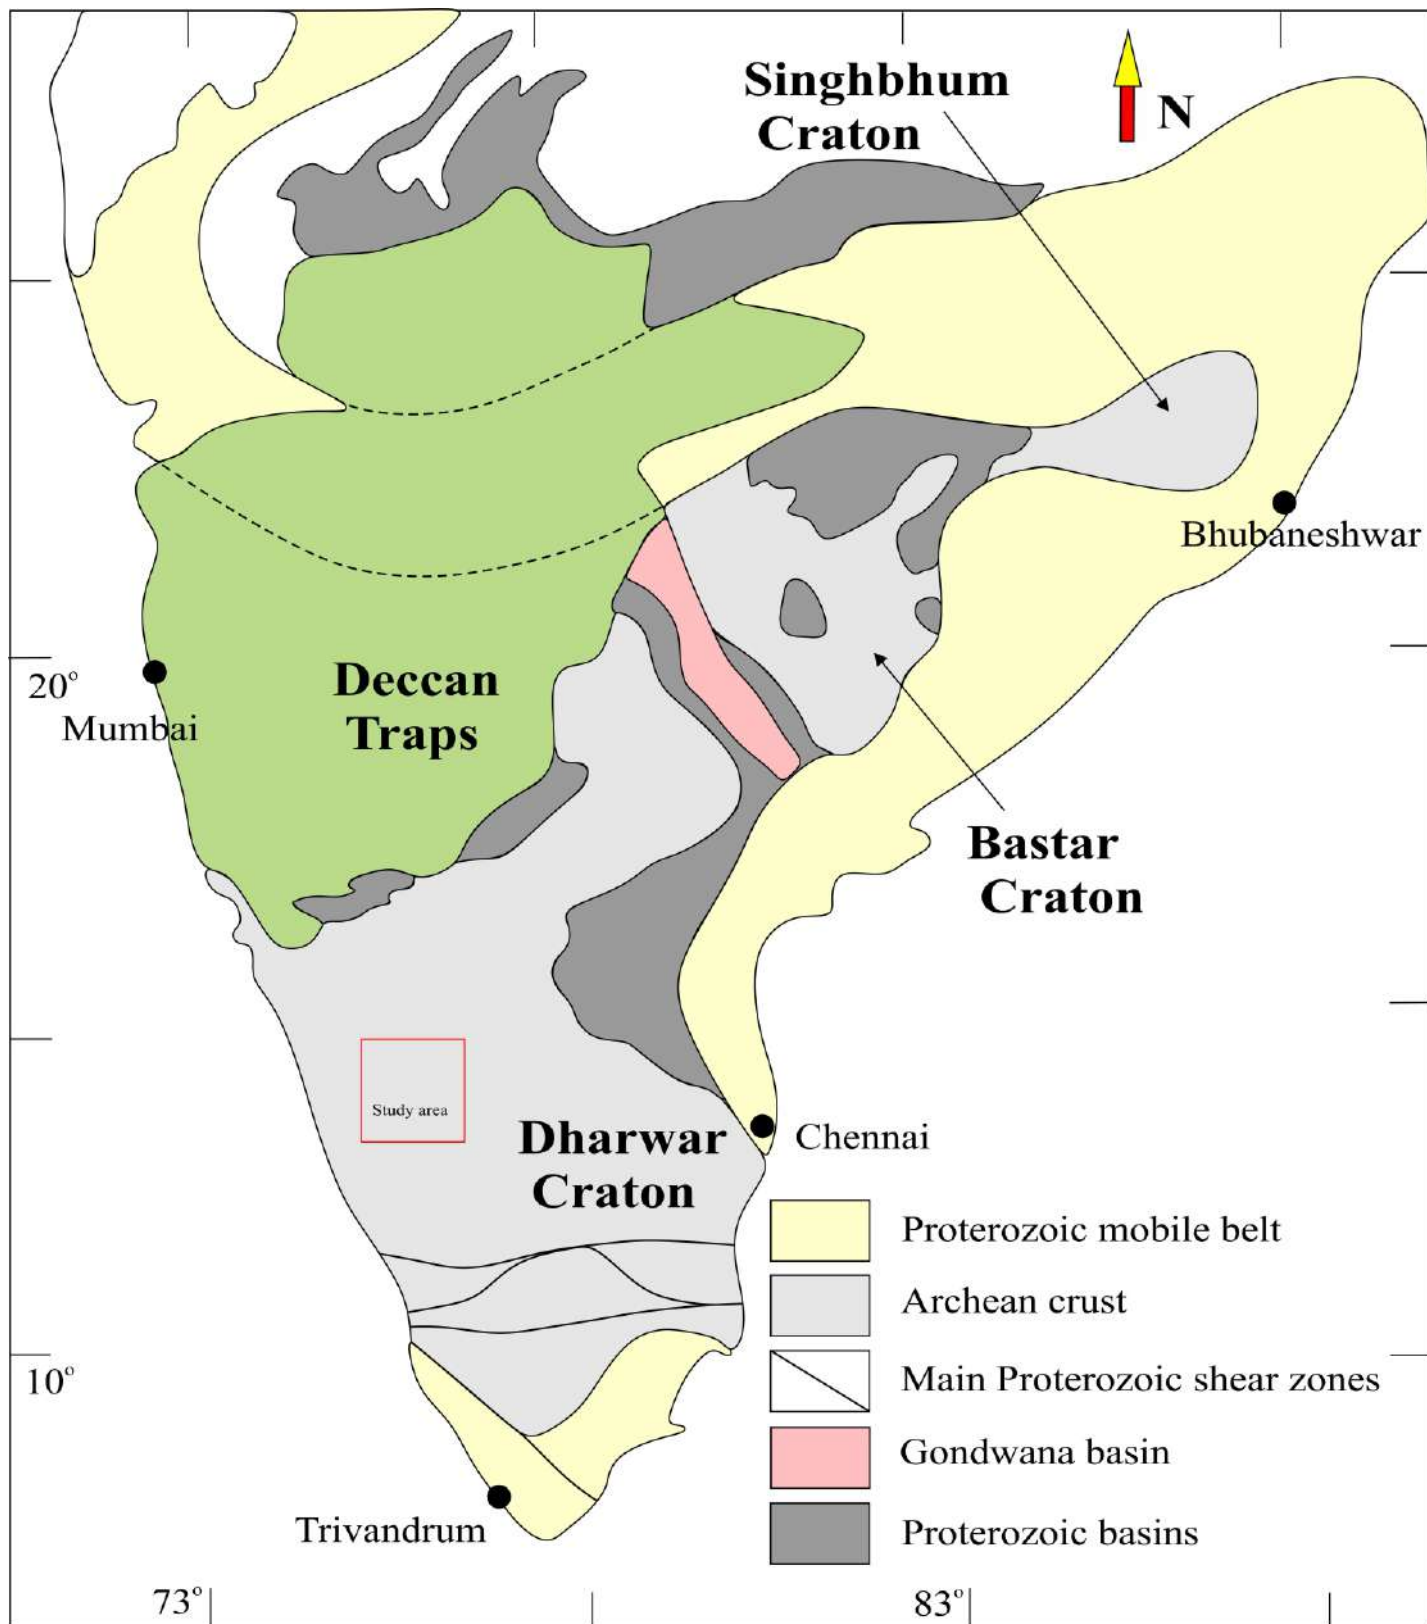 Singhbhum
Craton
N
Bhubaneshwar
20°
Mumbai
Deccan
Traps
Bastar
Craton
Study area
Dharwar
Craton
Chennai
Proterozoic mobile belt
Archean crust
10°
Main Proterozoic shear zones
Gondwana basin
Trivandrum
Proterozoic basins
73°
83°